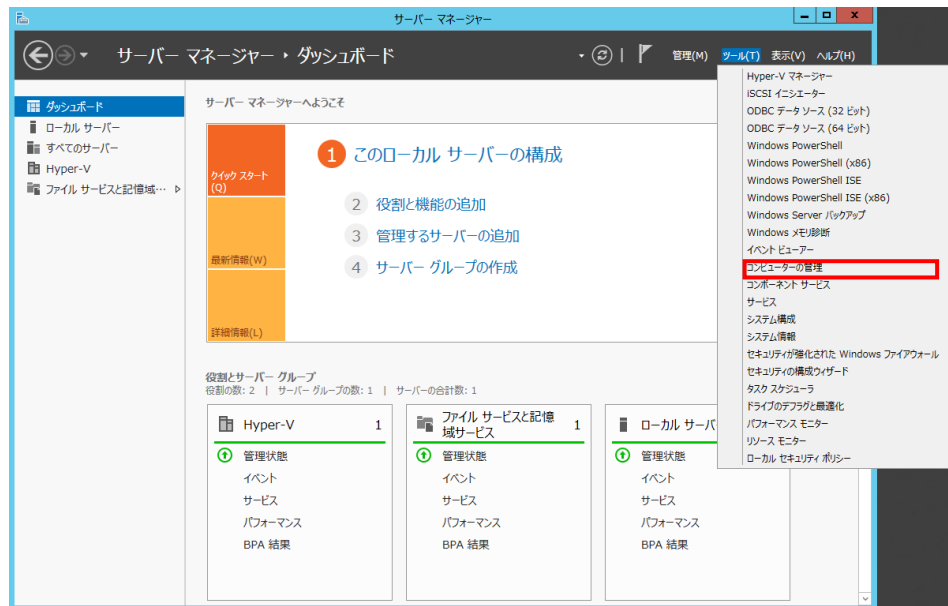 サーバー マネージャー
サーバー マネージャー ・ ダッシュボード
管理(M) ツール(T) 表示(V) ヘルプ(H)
ダッシュボード
ローカル サーバー
すべてのサーバー
Hyper-V
ファイル サービスと記憶域…
サーバー マネージャーへようこそ
クイック スタート
(Q)
最新情報(W)
詳細情報(L)
1 このローカル サーバーの構成
2 役割と機能の追加
3 管理するサーバーの追加
4 サーバー グループの作成
Hyper-V マネージャー
iSCSI イニシエーター
ODBC データ ソース (32 ビット)
ODBC データ ソース (64 ビット)
Windows PowerShell
Windows PowerShell (x86)
Windows PowerShell ISE
Windows PowerShell ISE (x86)
Windows Server バックアップ
Windows メモリ診断
イベント ビューアー
コンピューターの管理
コンポーネント サービス
サービス
システム構成
システム情報
セキュリティが強化された Windows ファイアウォール
セキュリティの構成ウィザード
タスク スケジューラ
ドライブのデフラグと最適化
パフォーマンス モニター
リソース モニター
ローカル セキュリティ ポリシー
役割とサーバー グループ
役割の数: 2 | サーバー グループの数: 1 | サーバーの合計数: 1
Hyper-V 1
管理状態
イベント
サービス
パフォーマンス
BPA 結果
ファイル サービスと記憶
域サービス 1
管理状態
イベント
サービス
パフォーマンス
BPA 結果
ローカル サーバ
管理状態
イベント
サービス
パフォーマンス
BPA 結果